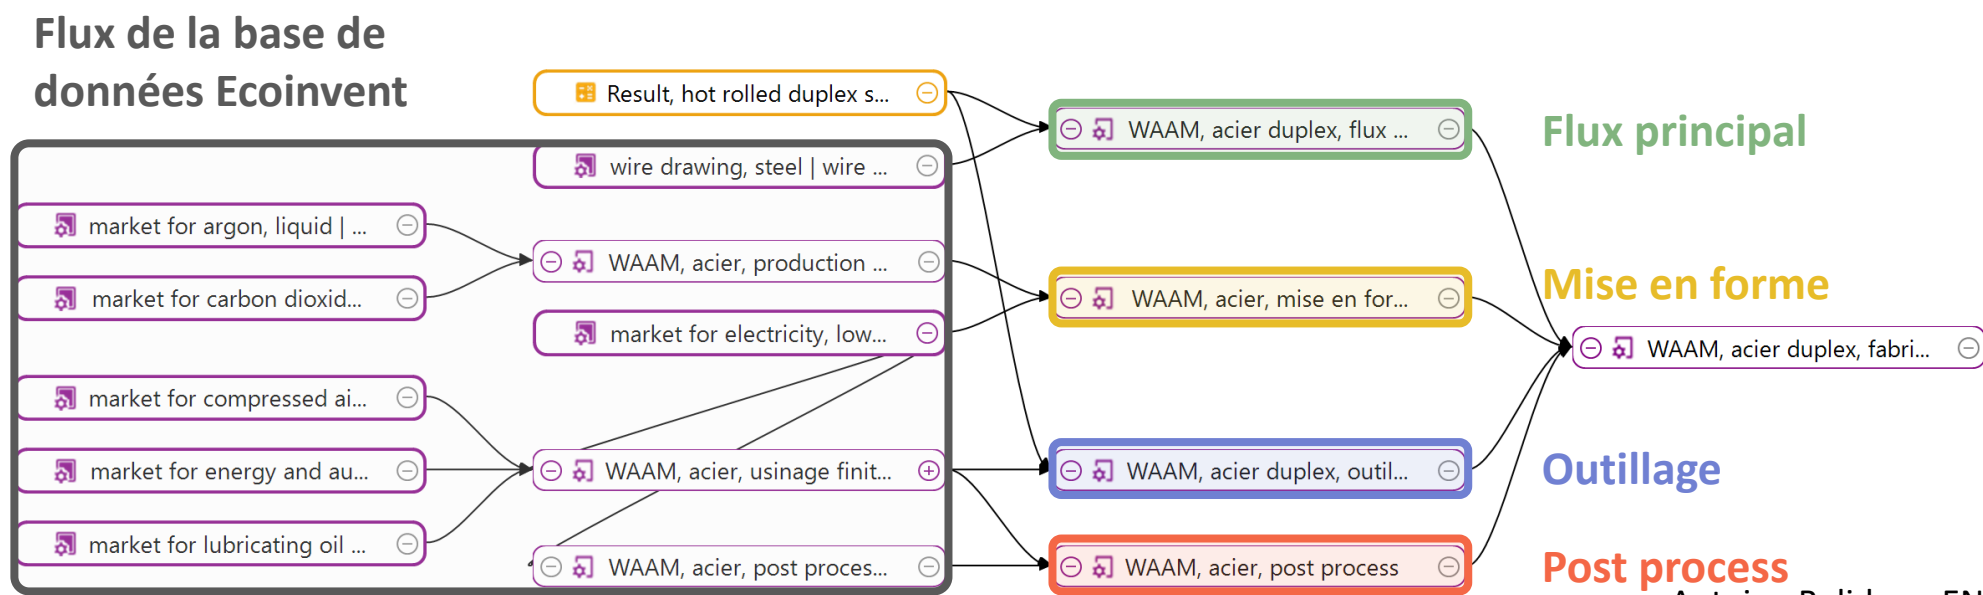 Flux de la base de
données Ecoinvent
Result, hot rolled duplex s...
wire drawing, steel | wire ...
market for argon, liquid | ...
market for carbon dioxid...
WAAM, acier, production ...
market for electricity, low...
market for compressed ai...
market for energy and au...
market for lubricating oil ...
WAAM, acier, usinage finit...
WAAM, acier, post proces...
WAAM, acier duplex, flux ...
Flux principal
WAAM, acier, mise en for...
Mise en forme
WAAM, acier duplex, fabri...
WAAM, acier duplex, outil...
Outillage
WAAM, acier, post process
Post process